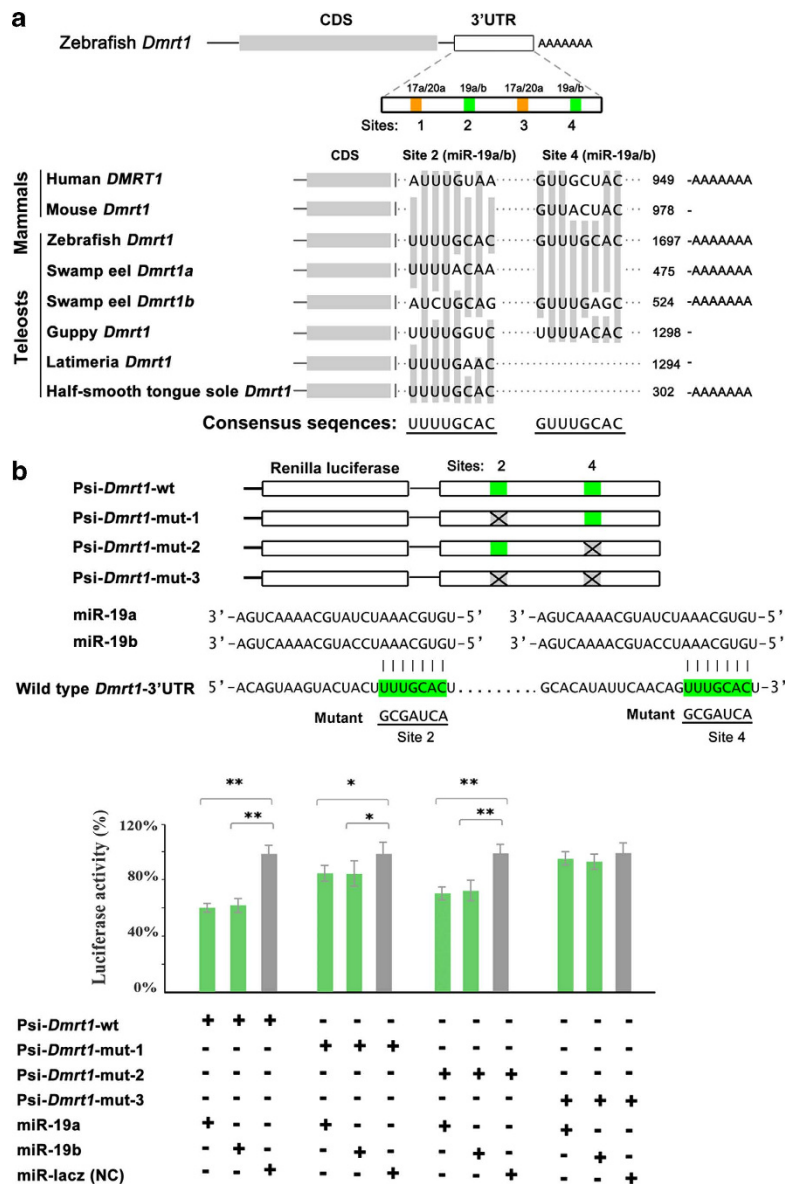 a
CDS 3'UTR
Zebrafish Dmrt1 AAAAAAA
17a/20a 19a/b 17a/20a 19a/b
Sites: 1 2 3 4
CDS Site 2 (miR-19a/b) Site 4 (miR-19a/b)
Mammals
Human DMRT1 AUUUGUAA GUUGCUAC 949 -AAAAAAA
Mouse Dmrt1 GUUACUAC 978 -
Teleosts
Zebrafish Dmrt1 UUUUGCAC GUUUGCAC 1697 -AAAAAAA
Swamp eel Dmrt1a UUUUACAA 475 -AAAAAAA
Swamp eel Dmrt1b AUCUGCAG GUUUGAGC 524 -AAAAAAA
Guppy Dmrt1 UUUUGGUC UUUUACAC 1298 -
Latimeria Dmrt1 UUUUGAAC 1294 -
Half-smooth tongue sole Dmrt1 UUUUGCAC 302 -AAAAAAA
Consensus seqences: UUUUGCAC GUUUGCAC
b
Renilla luciferase Sites: 2 4
Psi-Dmrt1-wt
Psi-Dmrt1-mut-1
Psi-Dmrt1-mut-2
Psi-Dmrt1-mut-3
miR-19a 3'-AGUCAAAACGUAUCUAAACGUGU-5' 3'-AGUCAAAACGUAUCUAAACGUGU-5'
miR-19b 3'-AGUCAAAACGUACCUAAACGUGU-5' 3'-AGUCAAAACGUACCUAAACGUGU-5'
Wild type Dmrt1-3'UTR 5'-ACAGUAAGUACUACUUUUGCACU.........GCACAUAUUCAACAGUUUGCACU-3'
Mutant GCGAUCA Mutant GCGAUCA
Site 2 Site 4
** * **
** * **
Luciferase activity (%)
120%
80%
40%
0%
Psi-Dmrt1-wt + + + - - - - - - - - -
Psi-Dmrt1-mut-1 - - - + + + - - - - - -
Psi-Dmrt1-mut-2 - - - - - - + + + - - -
Psi-Dmrt1-mut-3 - - - - - - - - - + + +
miR-19a + - - + - - + - - + - -
miR-19b - + - - + - - + - - + -
miR-lacz (NC) - - + - - + - - + - - +